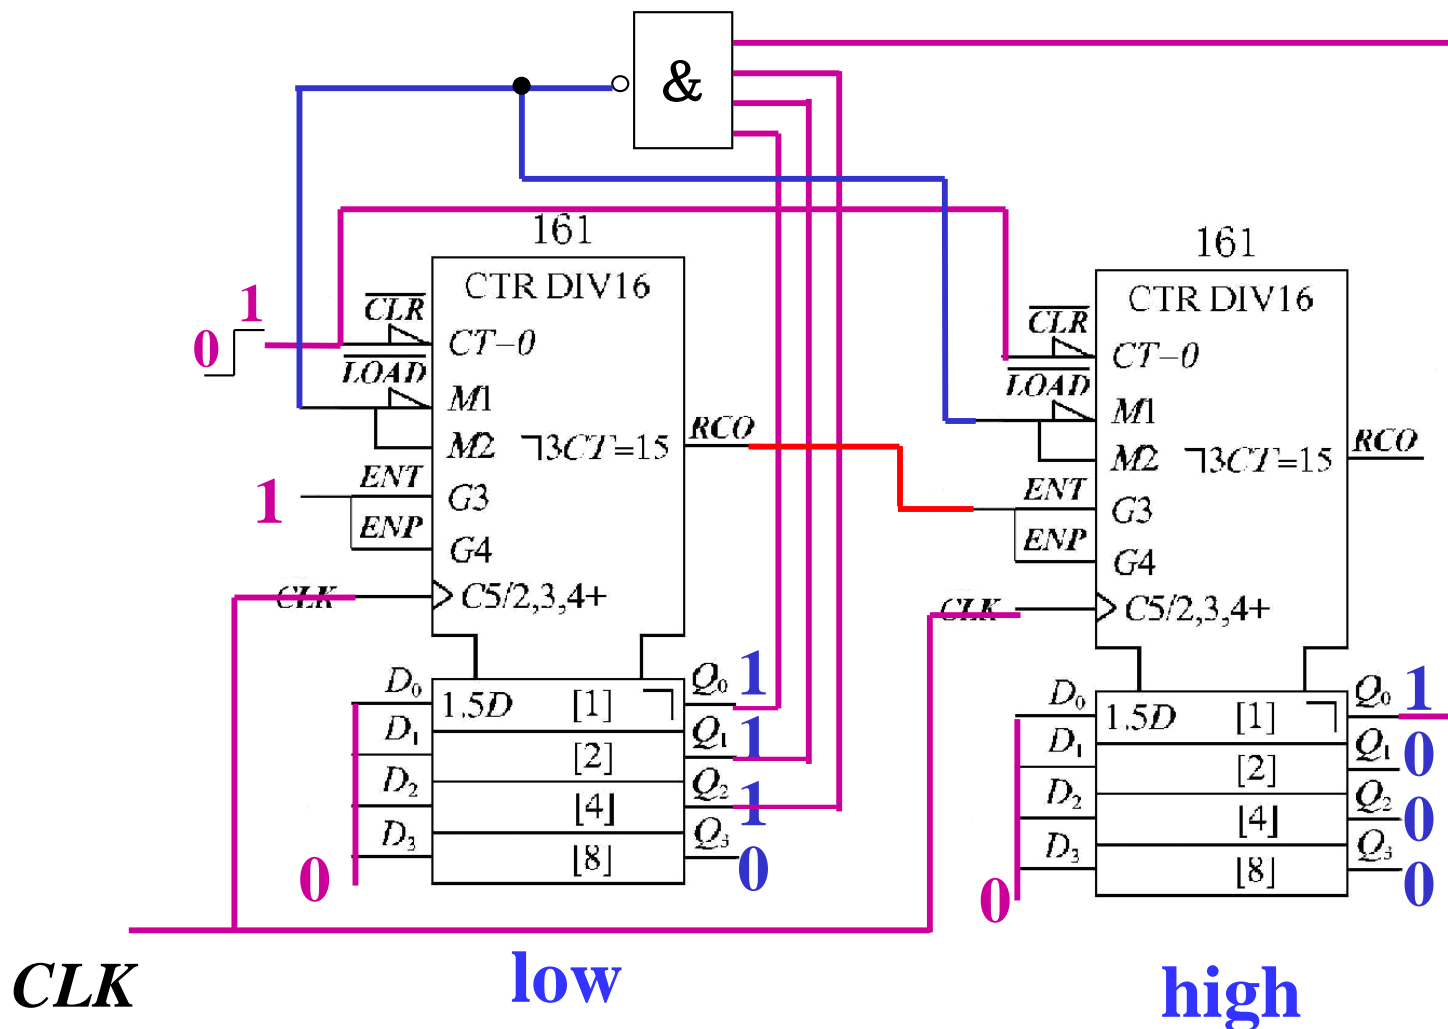 &
161
161
1
0
CLR
CTR DIV16
CT−0
LOAD
M1
M2
¬3CT=15
RCO
ENT
1
G3
ENP
G4
CLK
C5/2,3,4+
CLR
CTR DIV16
CT−0
LOAD
M1
M2
¬3CT=15
RCO
ENT
G3
ENP
G4
CLK
C5/2,3,4+
D0
1.5D
[1]
Q0
1
D1
[2]
Q1
1
D2
[4]
Q2
1
D3
[8]
Q3
0
0
D0
1.5D
[1]
Q0
1
D1
[2]
Q1
0
D2
[4]
Q2
0
D3
[8]
Q3
0
0
CLK
low
high